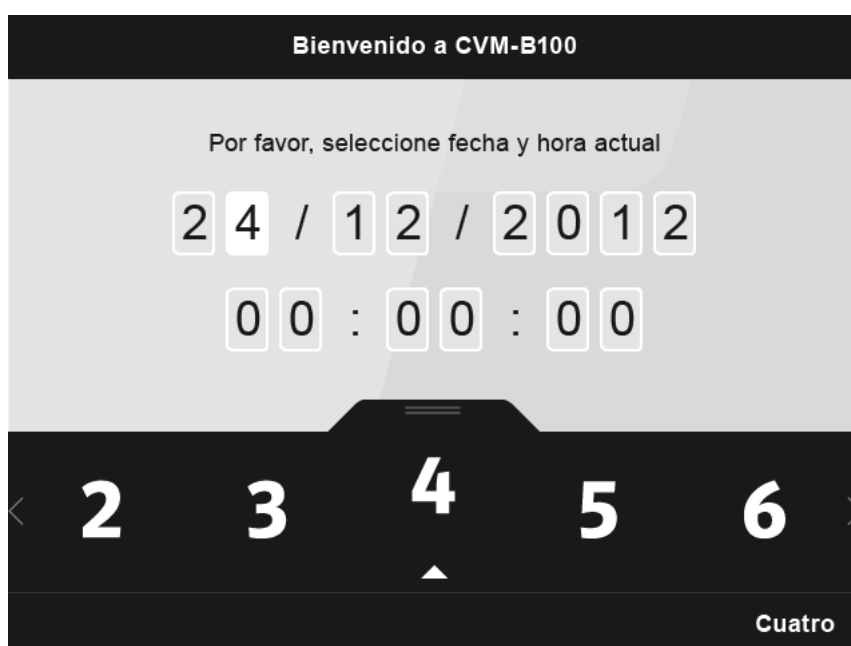 Bienvenido a CVM-B100
Por favor, seleccione fecha y hora actual
24/12/2012
00:00:00
2 3 4 5 6
Cuatro